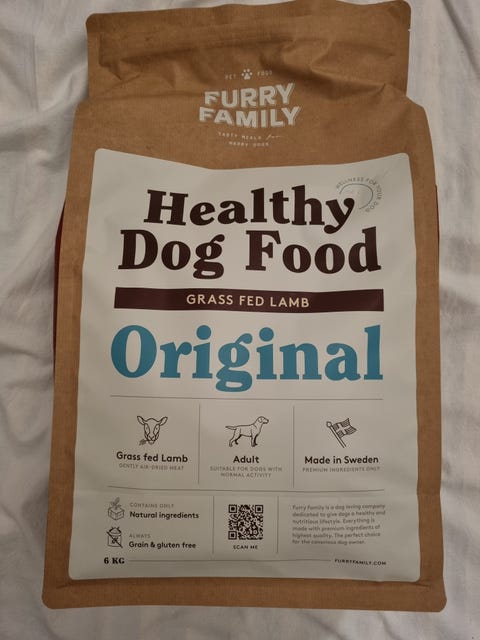 PET FOOD
FURRY
FAMILY
TASTY MEALS for
HAPPY DOGS
WELLNESS FOR YOUR DOG
Healthy
Dog Food
GRASS FED LAMB
Original
Grass fed Lamb
GENTLY AIR-DRIED MEAT
Adult
SUITABLE FOR DOGS WITH
NORMAL ACTIVITY
Made in Sweden
PREMIUM INGREDIENTS ONLY
CONTAINS ONLY
Natural ingredients
ALWAYS
Grain & gluten free
SCAN ME
Furry Family is a dog loving company
dedicated to give dogs a healthy and
nutritious lifestyle. Everything is
made with premium ingredients of
highest quality. The perfect choice
for the conscious dog owner.
6 KG
FURRYFAMILY.COM